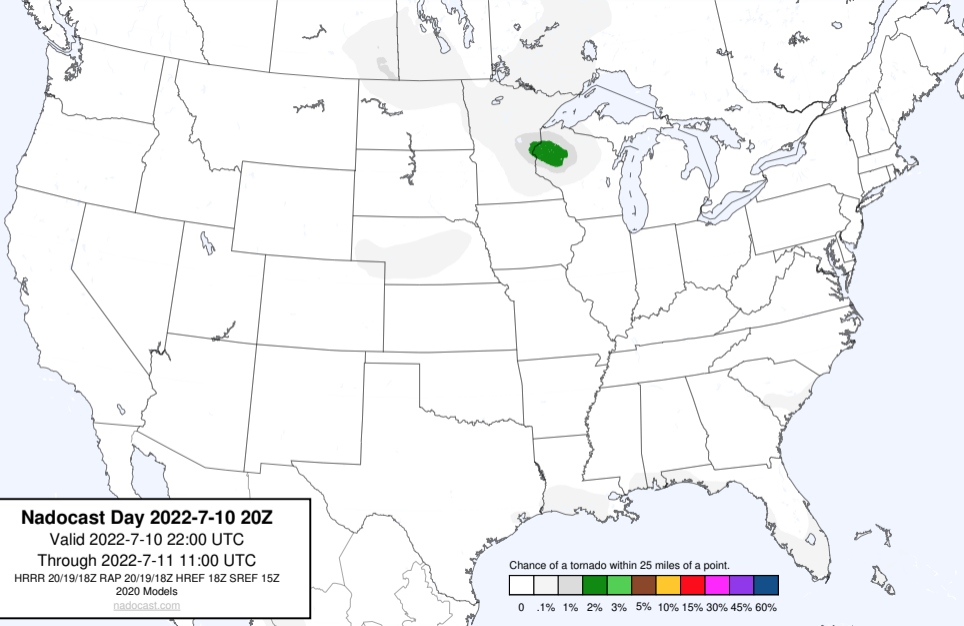 Nadocast Day 2022-7-10 20Z
Valid 2022-7-10 22:00 UTC
Through 2022-7-11 11:00 UTC
HRRR 20/19/18Z RAP 20/19/18Z HREF 18Z SREF 15Z
2020 Models
nadocast.com
Chance of a tornado within 25 miles of a point.
0 .1% 1% 2% 3% 5% 10% 15% 30% 45% 60%